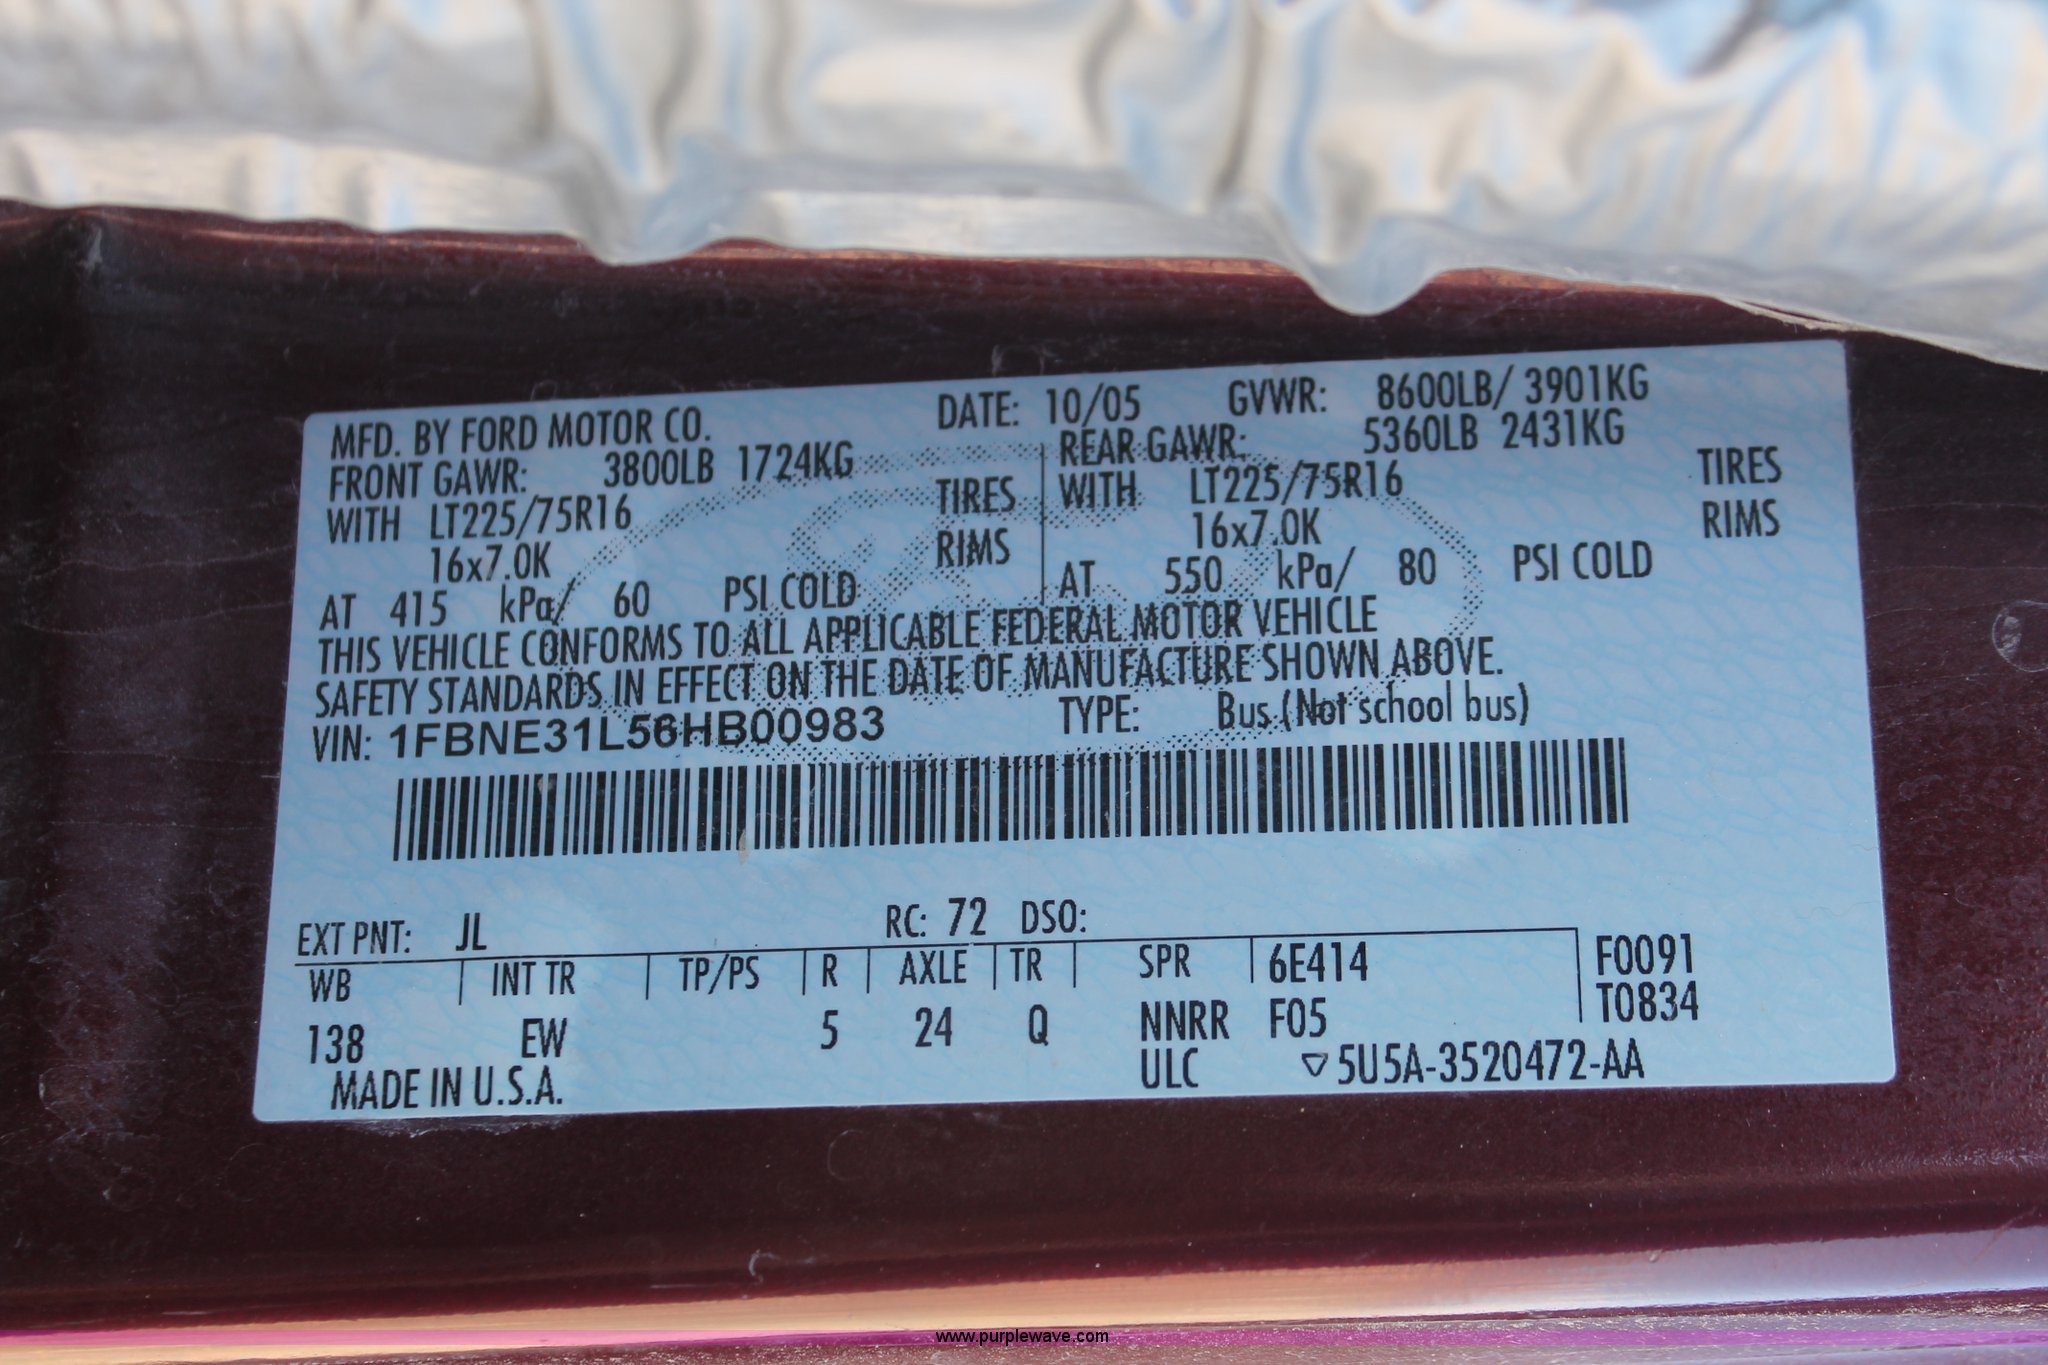 MFD. BY FORD MOTOR CO. DATE: 10/05 GVWR: 8600LB/ 3901KG
FRONT GAWR: 3800LB 1724KG REAR GAWR: 5360LB 2431KG
WITH LT225/75R16 TIRES WITH LT225/75R16 TIRES
16x7.0K RIMS 16x7.0K RIMS
AT 415 kPa/ 60 PSI COLD AT 550 kPa/ 80 PSI COLD
THIS VEHICLE CONFORMS TO ALL APPLICABLE FEDERAL MOTOR VEHICLE
SAFETY STANDARDS IN EFFECT ON THE DATE OF MANUFACTURE SHOWN ABOVE.
VIN: 1FBNE31L56HB00983 TYPE: Bus (Not school bus)
EXT PNT: JL RC: 72 DSO:
WB INT TR TP/PS R AXLE TR SPR 6E414 F0091
T0834
138 EW 5 24 Q NNRR F05
MADE IN U.S.A. ULC ▽5U5A-3520472-AA
www.purplewave.com